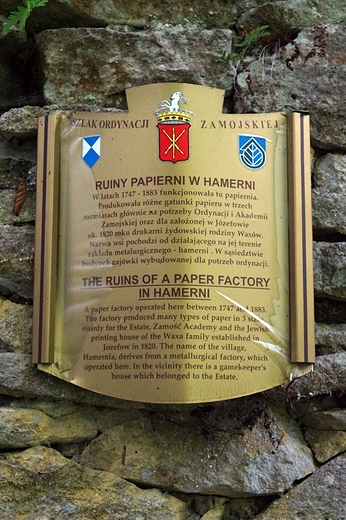 SZLAK ORDYNACJI ZAMOJSKIEJ
RUINY PAPIERNI W HAMERNI
W latach 1747 - 1883 funkcjonowała tu papiernia.
Produkowała różne gatunki papieru w trzech
rozmiarach głównie na potrzeby Ordynacji i Akademii
Zamojskiej oraz dla założonej w Józefowie
ok. 1820 roku drukarni żydowskiej rodziny Waxów.
Nazwa wsi pochodzi od działającego na jej terenie
zakładu metalurgicznego - hamerni . W sąsiedztwie
budynek gajówki wybudowanej dla potrzeb ordynacji.
THE RUINS OF A PAPER FACTORY
IN HAMERNI
A paper factory operated here between 1747 and 1883.
The factory produced many types of paper in 3 sizes
mainly for the Estate, Zamość Academy and the Jewish
printing house of the Waxa family established in
Jozefow in 1820. The name of the village,
Hamernia, derives from a metallurgical factory, which
operated here. In the vicinity there is a gamekeeper's
house which belonged to the Estate.